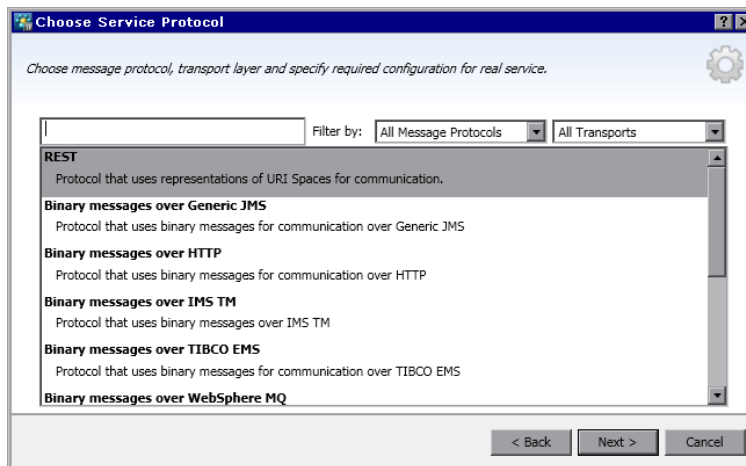 Choose Service Protocol
Choose message protocol, transport layer and specify required configuration for real service.
Filter by: All Message Protocols All Transports
REST
Protocol that uses representations of URI Spaces for communication.
Binary messages over Generic JMS
Protocol that uses binary messages for communication over Generic JMS
Binary messages over HTTP
Protocol that uses binary messages for communication over HTTP
Binary messages over IMS TM
Protocol that uses binary messages over IMS TM
Binary messages over TIBCO EMS
Protocol that uses binary messages for communication over TIBCO EMS
Binary messages over WebSphere MQ
< Back Next > Cancel